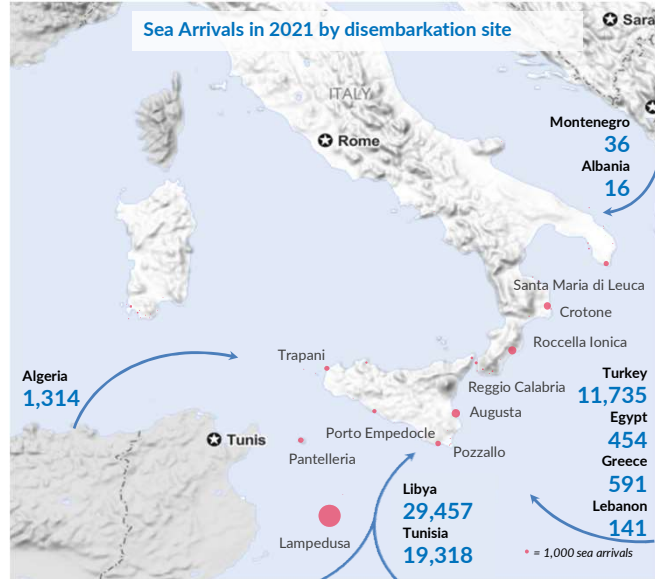 Sea Arrivals in 2021 by disembarkation site
Sara
ITALY
Rome
Montenegro
36
Albania
16
Santa Maria di Leuca
Crotone
Roccella Ionica
Trapani
Reggio Calabria
Algeria
1,314
Turkey
11,735
Egypt
454
Greece
591
Lebanon
141
Augusta
Porto Empedocle
Pozzallo
Tunis
Pantelleria
Libya
29,457
Tunisia
19,318
Lampedusa
= 1,000 sea arrivals